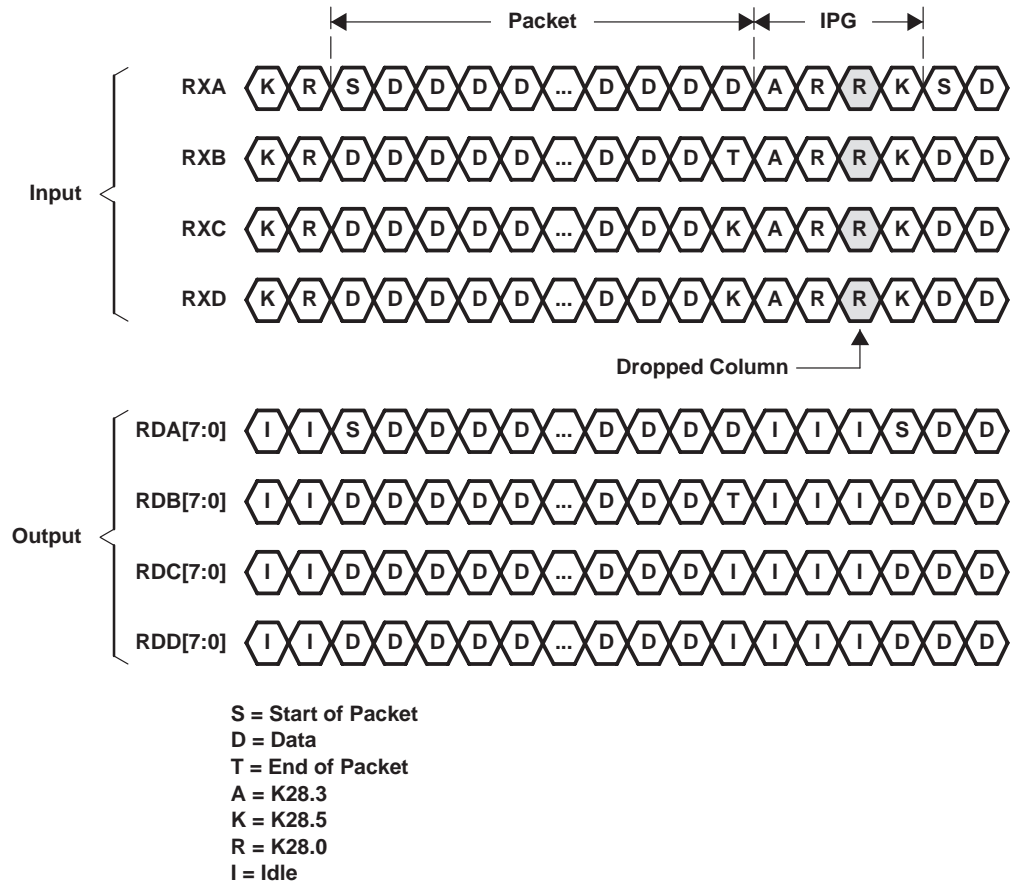 Packet IPG
RXA K R S D D D D ... D D D D A R R K S D
RXB K R D D D D D ... D D D T A R R K D D
Input
RXC K R D D D D D ... D D D K A R R K D D
RXD K R D D D D D ... D D D K A R R K D D
Dropped Column
RDA[7:0] I I S D D D D ... D D D D I I I S D D
RDB[7:0] I I D D D D D ... D D D T I I I D D D
Output
RDC[7:0] I I D D D D D ... D D D I I I I D D D
RDD[7:0] I I D D D D D ... D D D I I I I D D D
S = Start of Packet
D = Data
T = End of Packet
A = K28.3
K = K28.5
R = K28.0
I = Idle